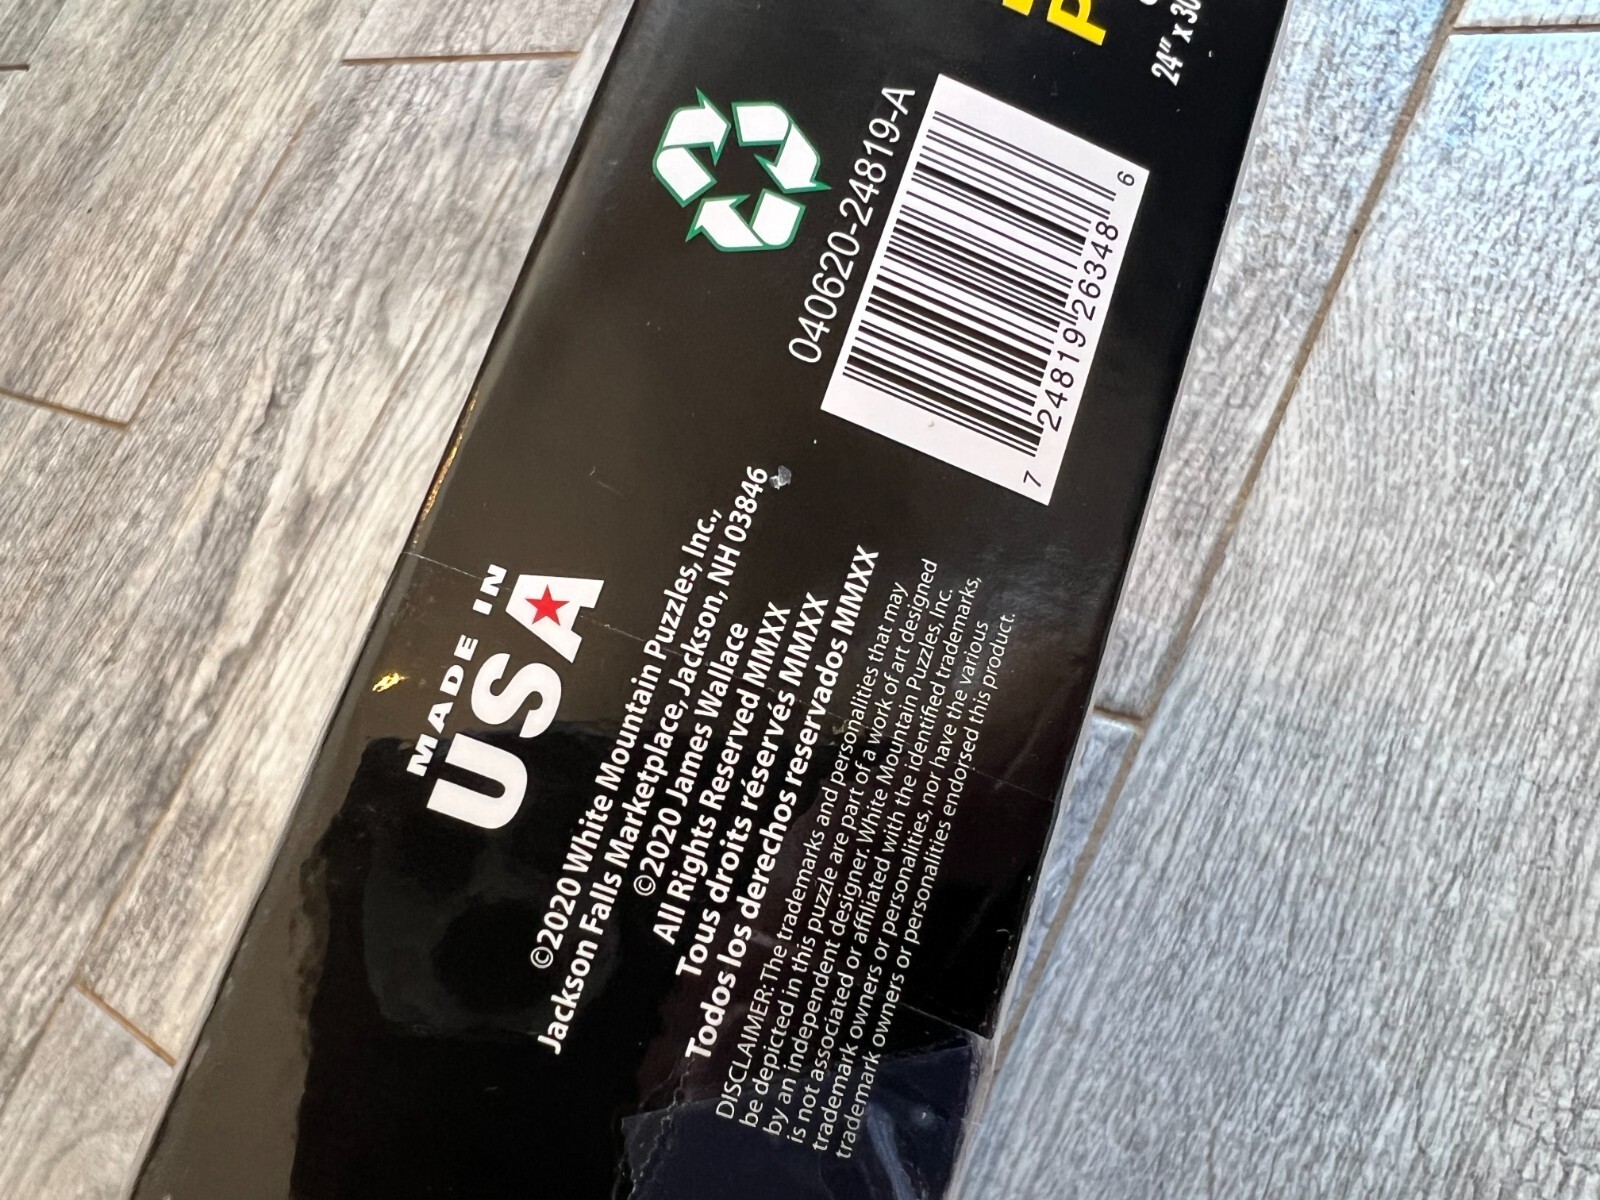 MADE IN
USA
©2020 White Mountain Puzzles, Inc.,
Jackson Falls Marketplace, Jackson, NH 03846
©2020 James Wallace
All Rights Reserved MMXX
Tous droits réservés MMXX
Todos los derechos reservados MMXX
DISCLAIMER: The trademarks and personalities that may
be depicted in this puzzle are part of a work of art designed
by an independent designer. White Mountain Puzzles, Inc.
is not associated or affiliated with the identified trademarks,
trademark owners or personalities, nor have the various
trademark owners or personalities endorsed this product.
040620-24819-A
7 24819 26348 6
24" x 30